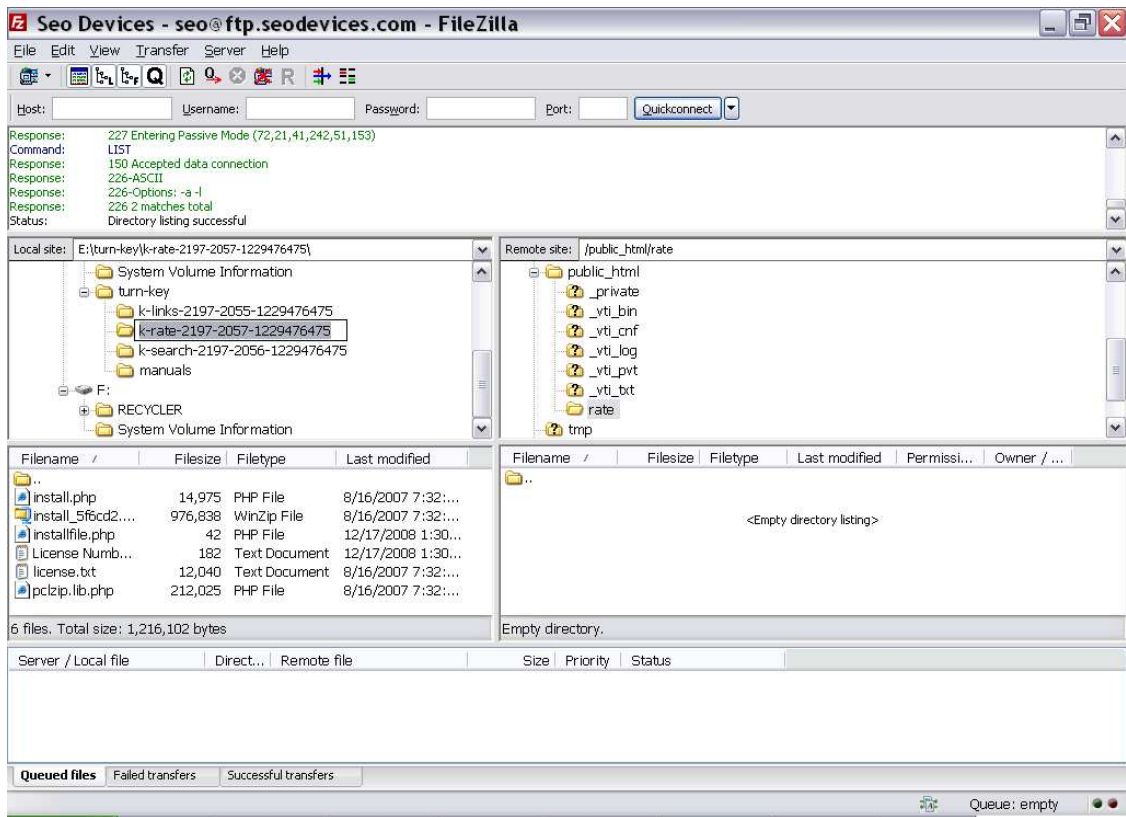 Seo Devices - seo@ftp.seodevices.com - FileZilla
File Edit View Transfer Server Help
Host: Username: Password: Port: Quickconnect
Response: 227 Entering Passive Mode (72,21,41,242,51,153)
Command: LIST
Response: 150 Accepted data connection
Response: 226-ASCII
Response: 226-Options: -a -l
Response: 226 2 matches total
Status: Directory listing successful
Local site: E:\turn-key\k-rate-2197-2057-1229476475\
System Volume Information
turn-key
k-links-2197-2055-1229476475
k-rate-2197-2057-1229476475
k-search-2197-2056-1229476475
manuals
F:
RECYCLER
System Volume Information
Remote site: /public_html/rate
public_html
_private
_vti_bin
_vti_cnf
_vti_log
_vti_pvt
_vti_txt
rate
tmp
Filename / Filesize Filetype Last modified
..
install.php 14,975 PHP File 8/16/2007 7:32:...
install_5f6cd2.... 976,838 WinZip File 8/16/2007 7:32:...
installfile.php 42 PHP File 12/17/2008 1:30...
License Numb... 182 Text Document 12/17/2008 1:30...
license.txt 12,040 Text Document 8/16/2007 7:32:...
pclzip.lib.php 212,025 PHP File 8/16/2007 7:32:...
6 files. Total size: 1,216,102 bytes
Filename / Filesize Filetype Last modified Permissi... Owner / ...
..
<Empty directory listing>
Empty directory.
Server / Local file Direct... Remote file Size Priority Status
Queued files Failed transfers Successful transfers
Queue: empty